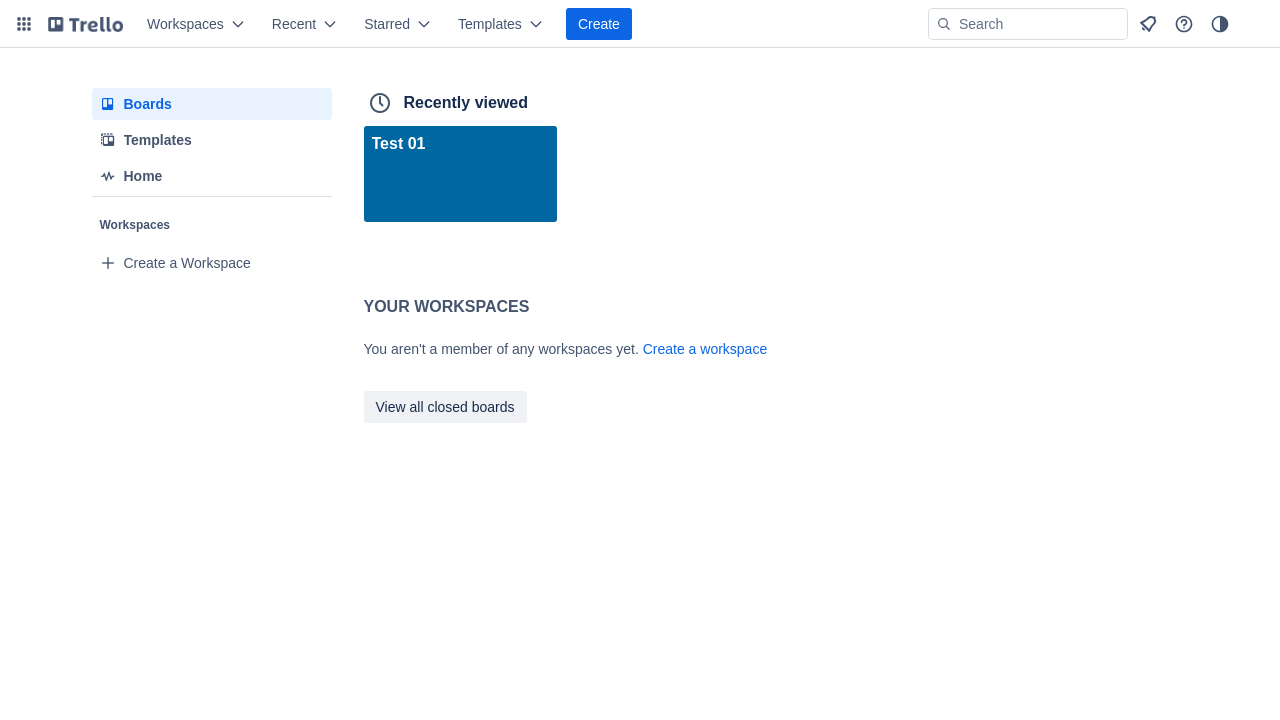 Trello Workspaces Recent Starred Templates Create Search
Boards
Templates
Home
Workspaces
Create a Workspace
Recently viewed
Test 01
YOUR WORKSPACES
You aren't a member of any workspaces yet. Create a workspace
View all closed boards